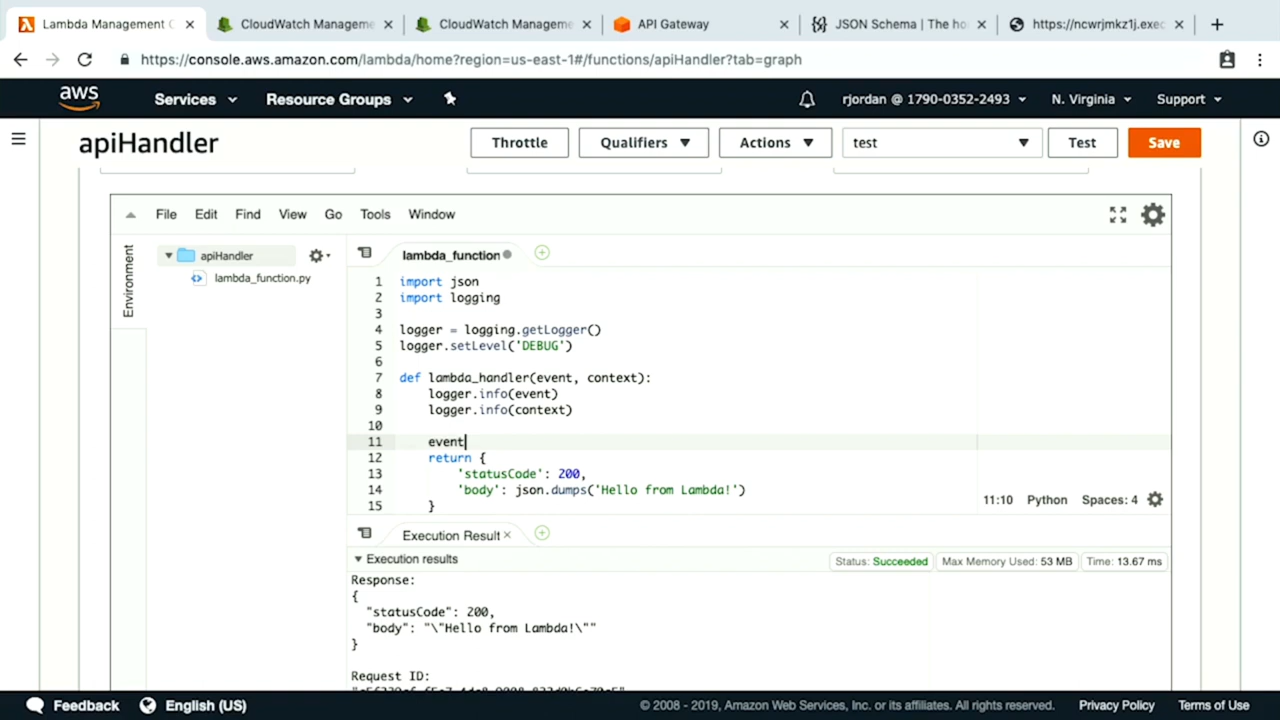 Lambda Management C
CloudWatch Manageme
CloudWatch Manageme
API Gateway
JSON Schema | The ho
https://ncwrjmkz1j.exec
https://console.aws.amazon.com/lambda/home?region=us-east-1#/functions/apiHandler?tab=graph
aws Services Resource Groups rjordan @ 1790-0352-2493 N. Virginia Support
apiHandler Throttle Qualifiers Actions test Test Save
File Edit Find View Go Tools Window
Environment
apiHandler
lambda_function.py
lambda_function
1 import json
2 import logging
3
4 logger = logging.getLogger()
5 logger.setLevel('DEBUG')
6
7 def lambda_handler(event, context):
8 logger.info(event)
9 logger.info(context)
10
11 event
12 return {
13 'statusCode': 200,
14 'body': json.dumps('Hello from Lambda!')
15 }
11:10 Python Spaces: 4
Execution Result
Execution results
Status: Succeeded Max Memory Used: 53 MB Time: 13.67 ms
Response:
{
"statusCode": 200,
"body": "\"Hello from Lambda!\""
}
Request ID:
Feedback English (US) © 2008 - 2019, Amazon Web Services, Inc. or its affiliates. All rights reserved. Privacy Policy Terms of Use